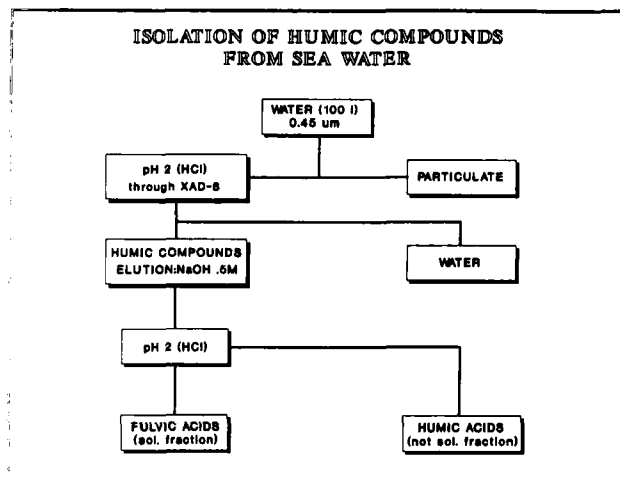 ISOLATION OF HUMIC COMPOUNDS
FROM SEA WATER
WATER (100 l)
0.45 um
pH 2 (HCl)
through XAD-8
PARTICULATE
HUMIC COMPOUNDS
ELUTION:NaOH .5M
WATER
pH 2 (HCl)
FULVIC ACIDS
(sol. fraction)
HUMIC ACIDS
(not sol. fraction)